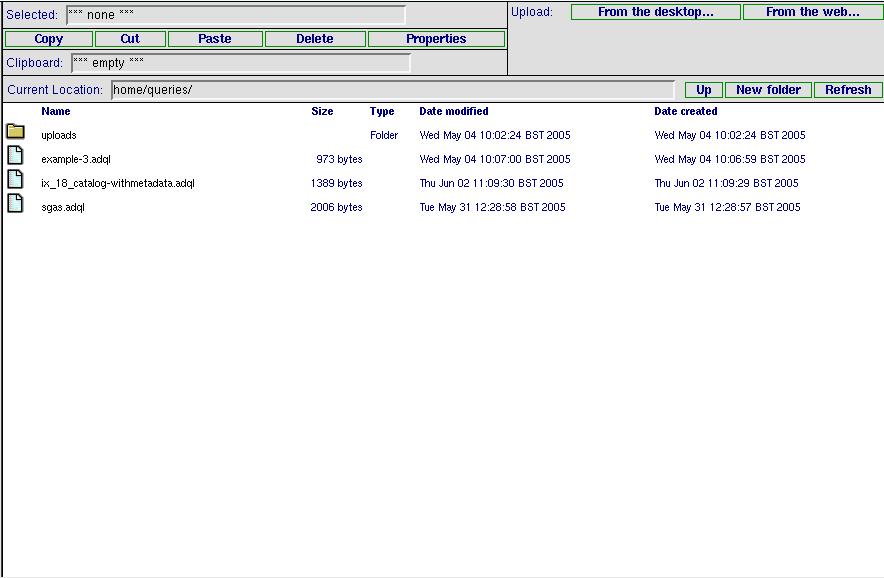 Selected: *** none *** Upload: From the desktop... From the web...
Copy Cut Paste Delete Properties
Clipboard: *** empty ***
Current Location: home/queries/ Up New folder Refresh
Name Size Type Date modified Date created
uploads Folder Wed May 04 10:02:24 BST 2005 Wed May 04 10:02:24 BST 2005
example-3.adql 973 bytes Wed May 04 10:07:00 BST 2005 Wed May 04 10:06:59 BST 2005
ix_18_catalog-withmetadata.adql 1389 bytes Thu Jun 02 11:09:30 BST 2005 Thu Jun 02 11:09:29 BST 2005
sgas.adql 2006 bytes Tue May 31 12:28:58 BST 2005 Tue May 31 12:28:57 BST 2005